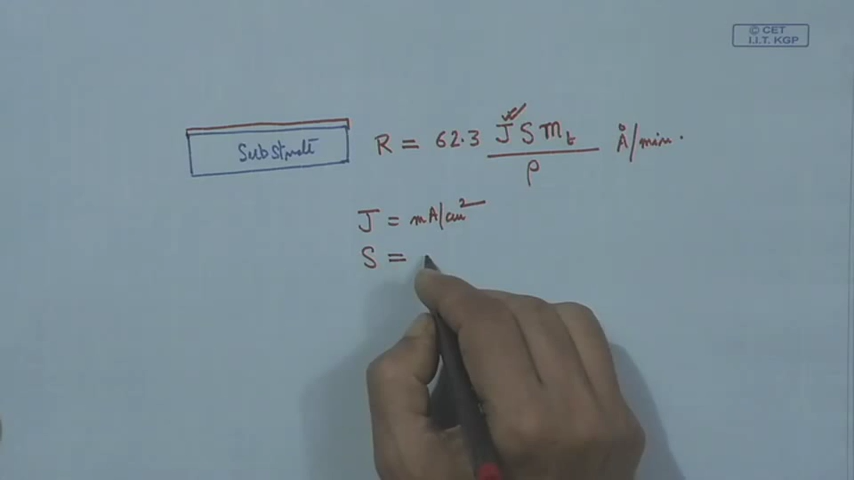 © CET
I.I.T. KGP
Substrate
R = 62.3 J S m_t / ρ Å/min.
J = mA/cm²
S =